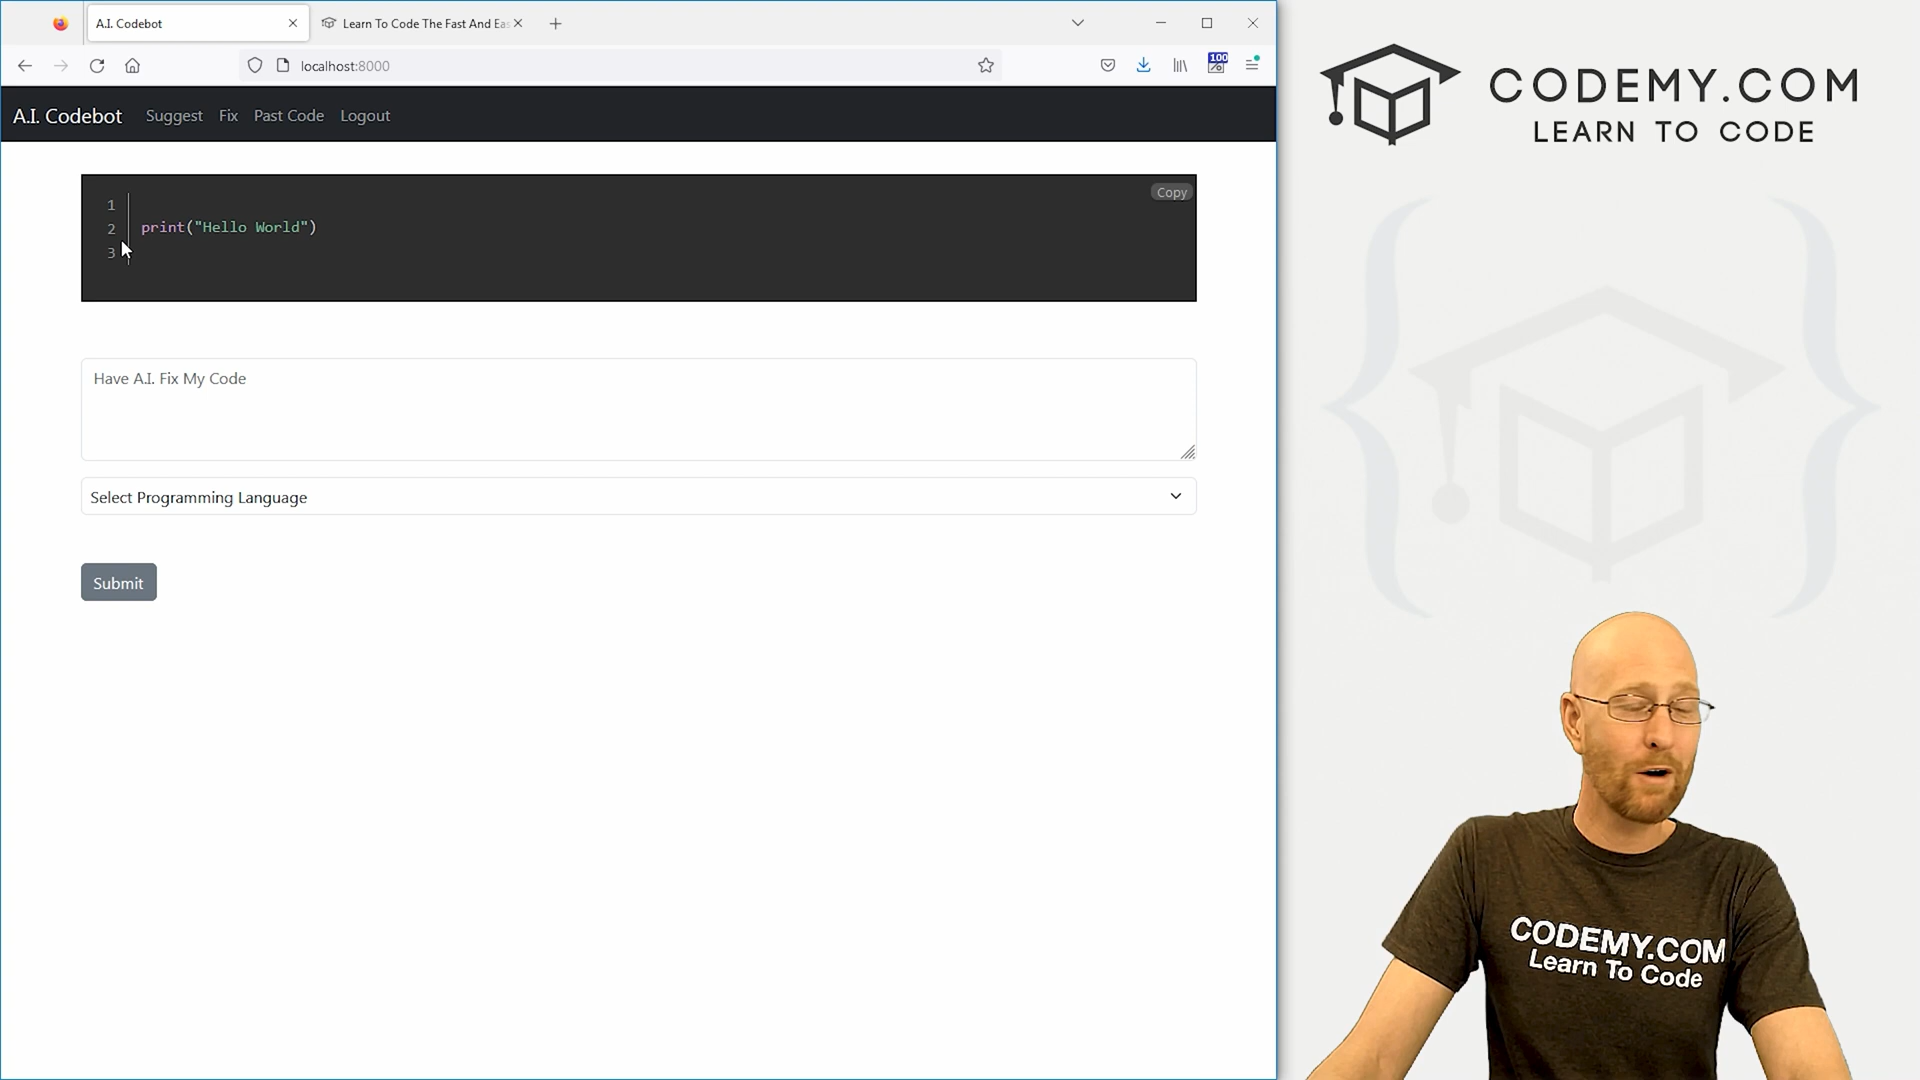 A.I. Codebot
Learn To Code The Fast And Eas
localhost:8000
100
A.I. Codebot Suggest Fix Past Code Logout
Copy
1
2 print("Hello World")
3
Have A.I. Fix My Code
Select Programming Language
Submit
CODEMY.COM
LEARN TO CODE
CODEMY.COM
Learn To Code